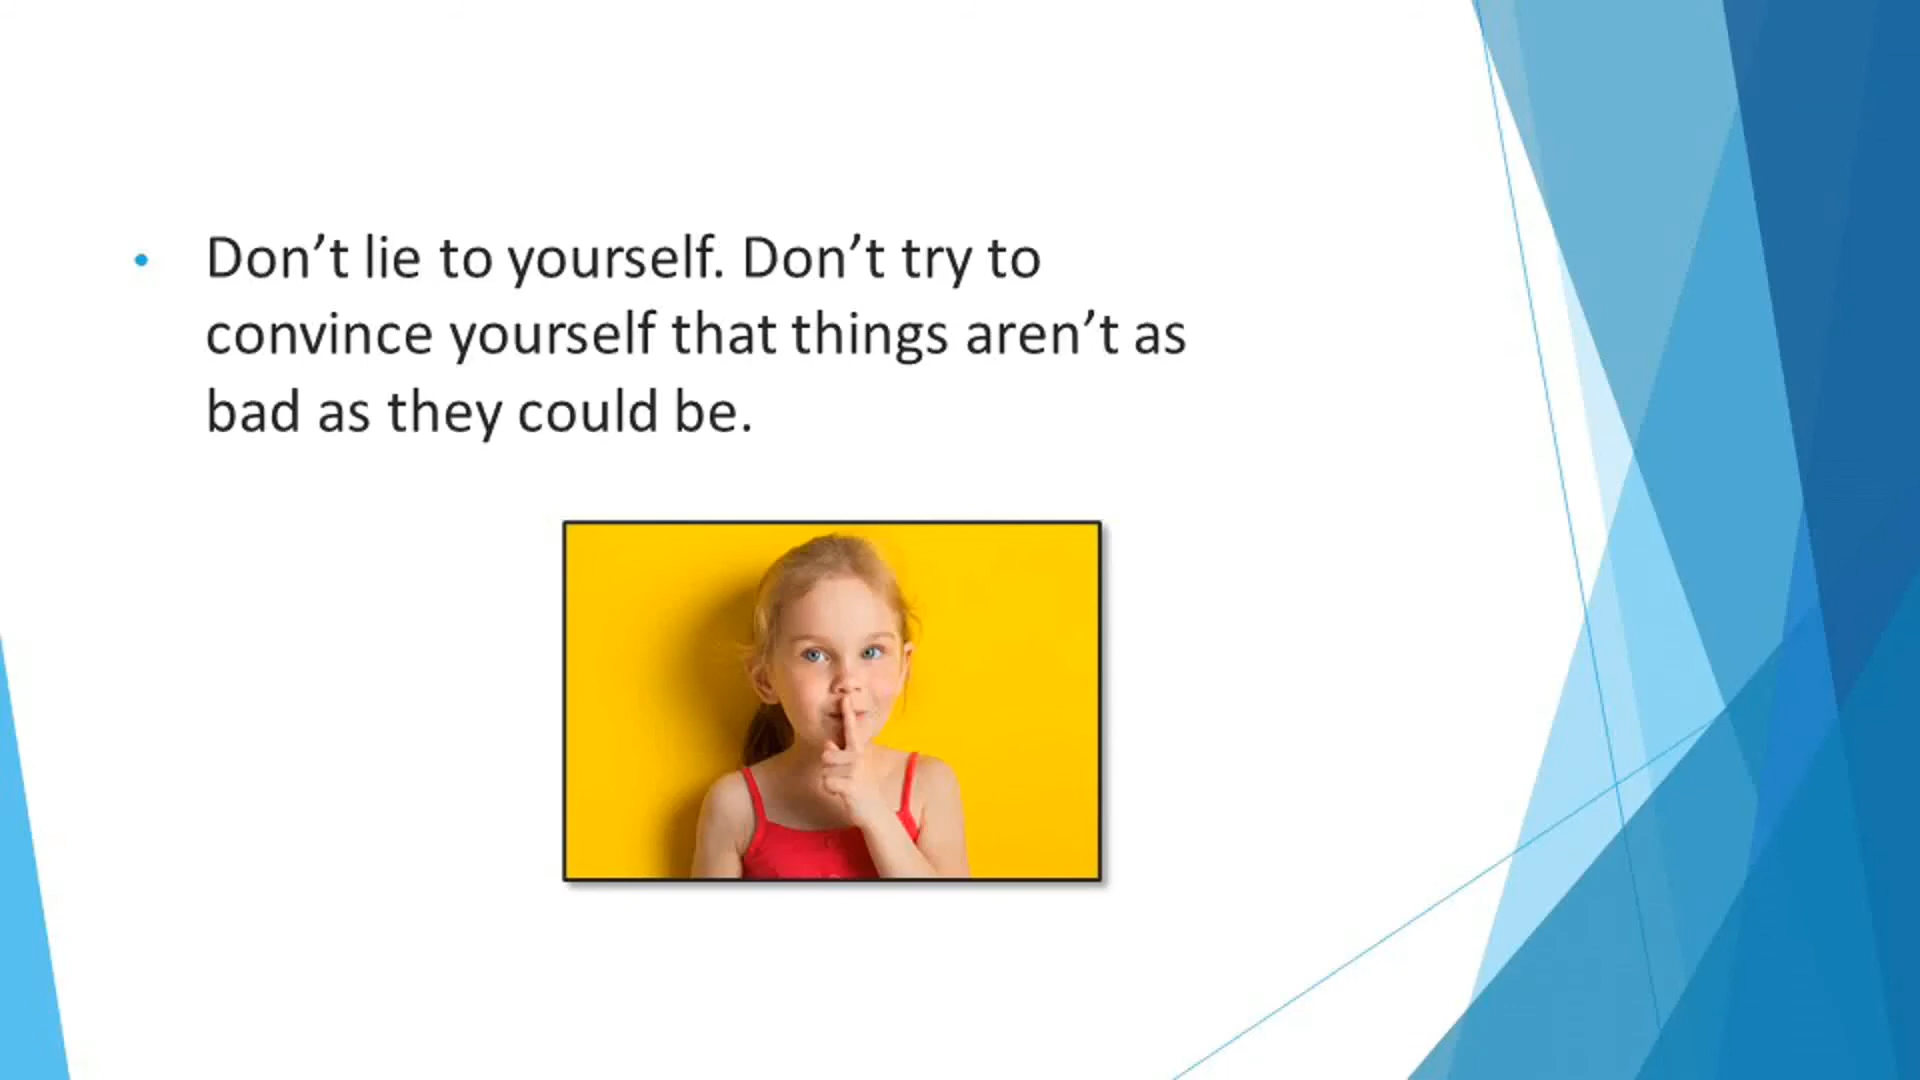 Don’t lie to yourself. Don’t try to
convince yourself that things aren’t as
bad as they could be.